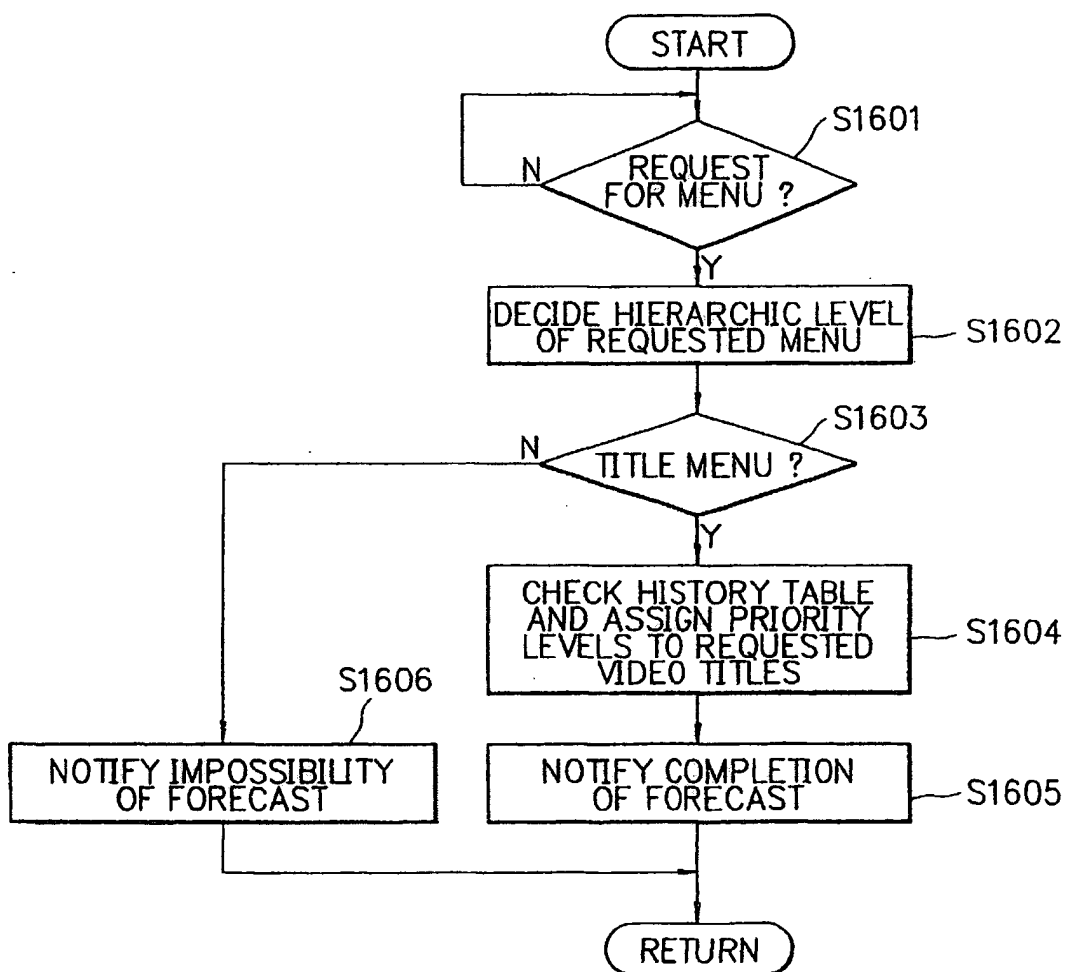 START
S1601
N
REQUEST
FOR MENU ?
Y
DECIDE HIERARCHIC LEVEL
OF REQUESTED MENU
S1602
S1603
N
TITLE MENU ?
Y
CHECK HISTORY TABLE
AND ASSIGN PRIORITY
LEVELS TO REQUESTED
VIDEO TITLES
S1604
S1606
NOTIFY IMPOSSIBILITY
OF FORECAST
NOTIFY COMPLETION
OF FORECAST
S1605
RETURN